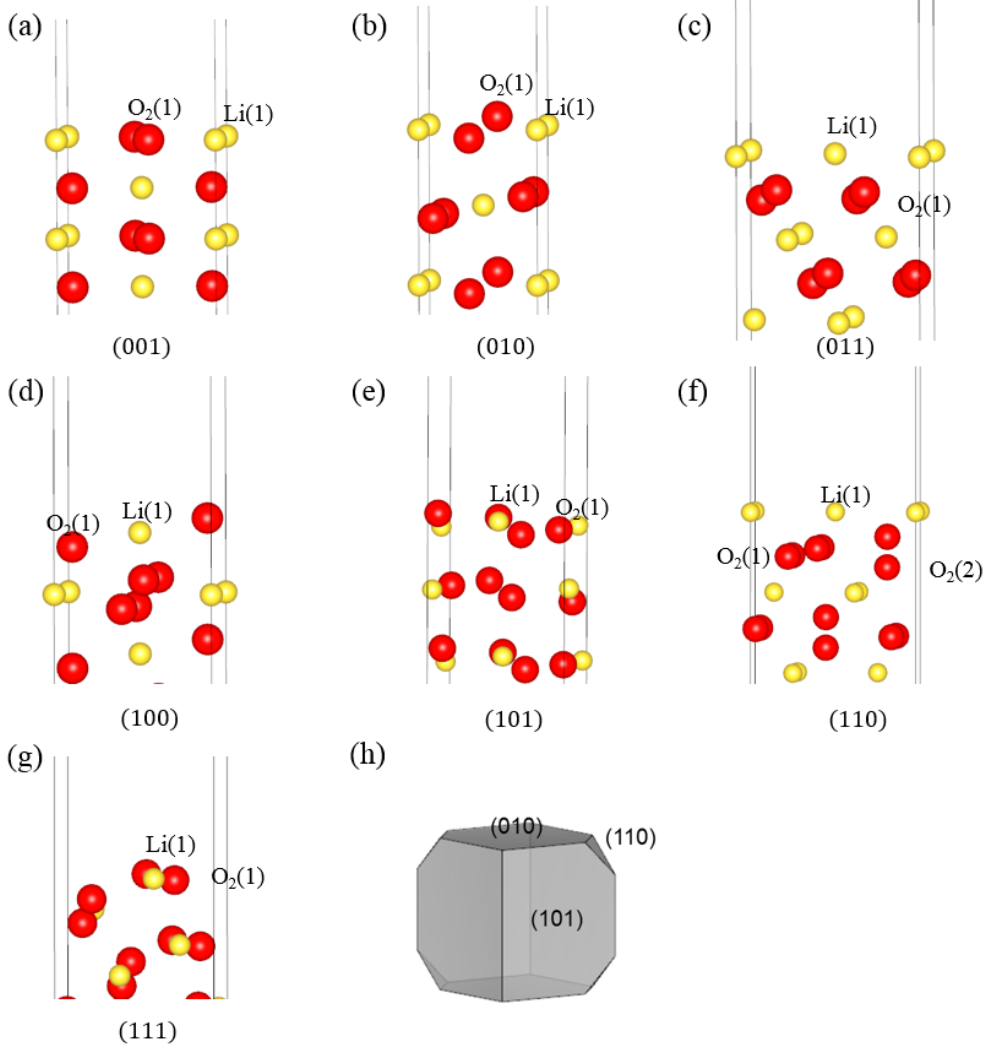 (a)
O₂(1)
Li(1)
(001)
(b)
O₂(1)
Li(1)
(010)
(c)
Li(1)
O₂(1)
(011)
(d)
O₂(1)
Li(1)
(100)
(e)
Li(1)
O₂(1)
(101)
(f)
Li(1)
O₂(1)
O₂(2)
(110)
(g)
Li(1)
O₂(1)
(111)
(h)
(010)
(110)
(101)